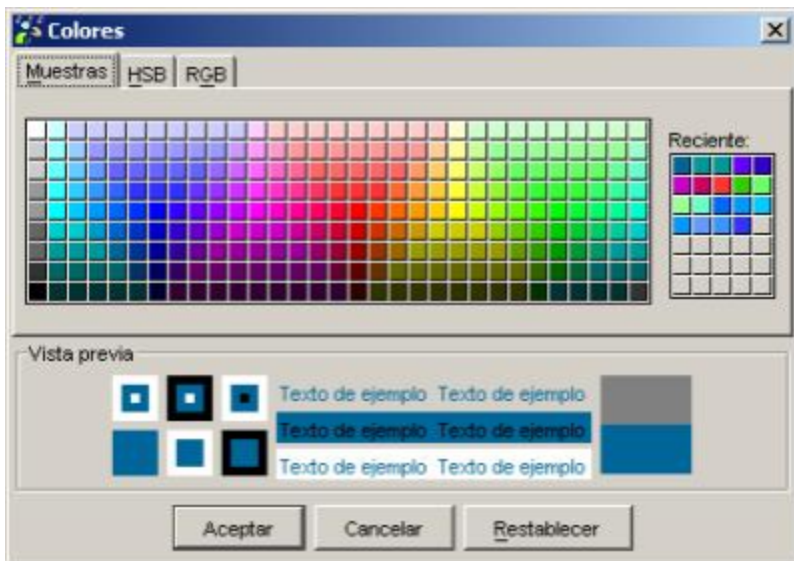 Colores
Muestras HSB RGB
Reciente:
Vista previa
Texto de ejemplo Texto de ejemplo
Texto de ejemplo Texto de ejemplo
Texto de ejemplo Texto de ejemplo
Aceptar Cancelar Restablecer